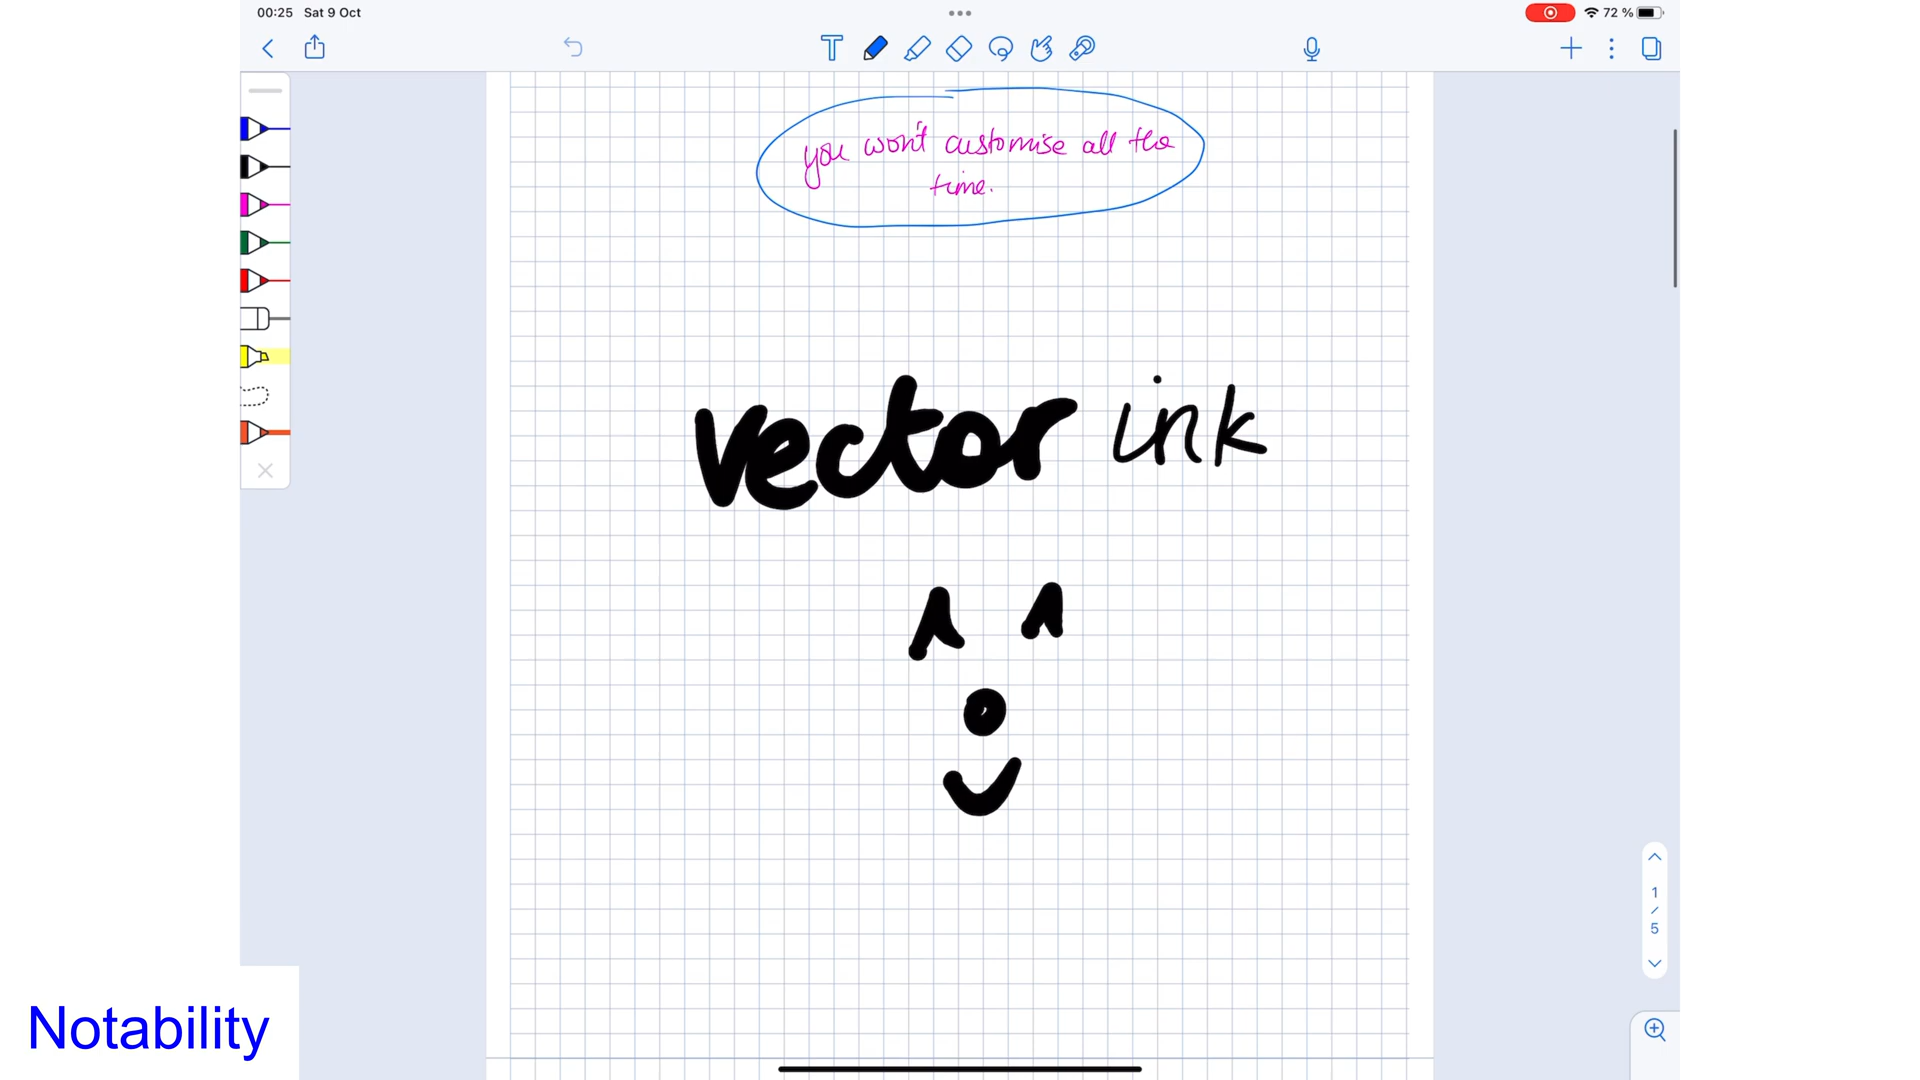 00:25 Sat 9 Oct
72 %
you won't customise all the
time.
vector ink
1
/
5
Notability